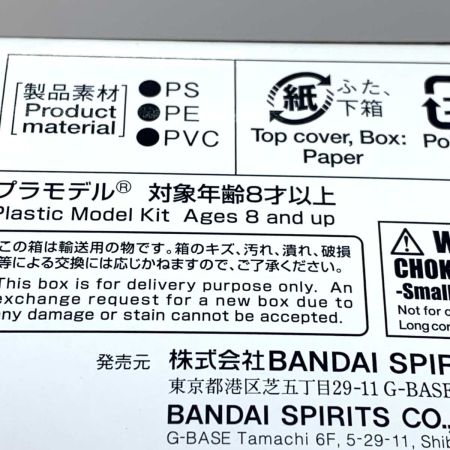 [製品素材]
Product
material
●PS
●PE
●PVC
紙
ふた、
下箱
Top cover, Box:
Paper
プラモデル® 対象年齢8才以上
Plastic Model Kit Ages 8 and up
この箱は輸送用の物です。箱のキズ、汚れ、潰れ、破損
等による交換には応じかねますので、ご了承ください。
This box is for delivery purpose only. An
exchange request for a new box due to
any damage or stain cannot be accepted.
CHOK
-Small
Not for c
Long cor
発売元
株式会社BANDAI SPIR
東京都港区芝五丁目29-11 G-BASE
BANDAI SPIRITS CO.,
G-BASE Tamachi 6F, 5-29-11, Shib